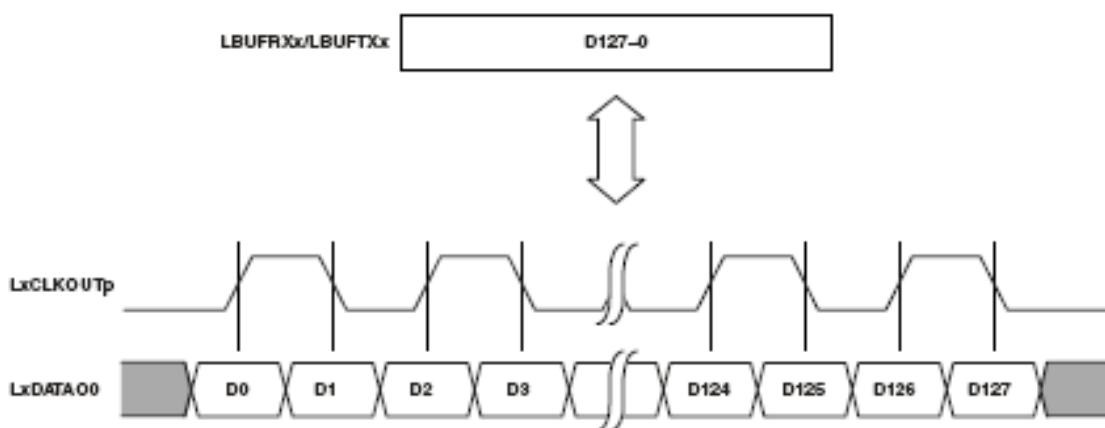 LBUFRXx/LBUFTXx D127–0
LxCLKOUTp
LxDATAO0 D0 D1 D2 D3 D124 D125 D126 D127